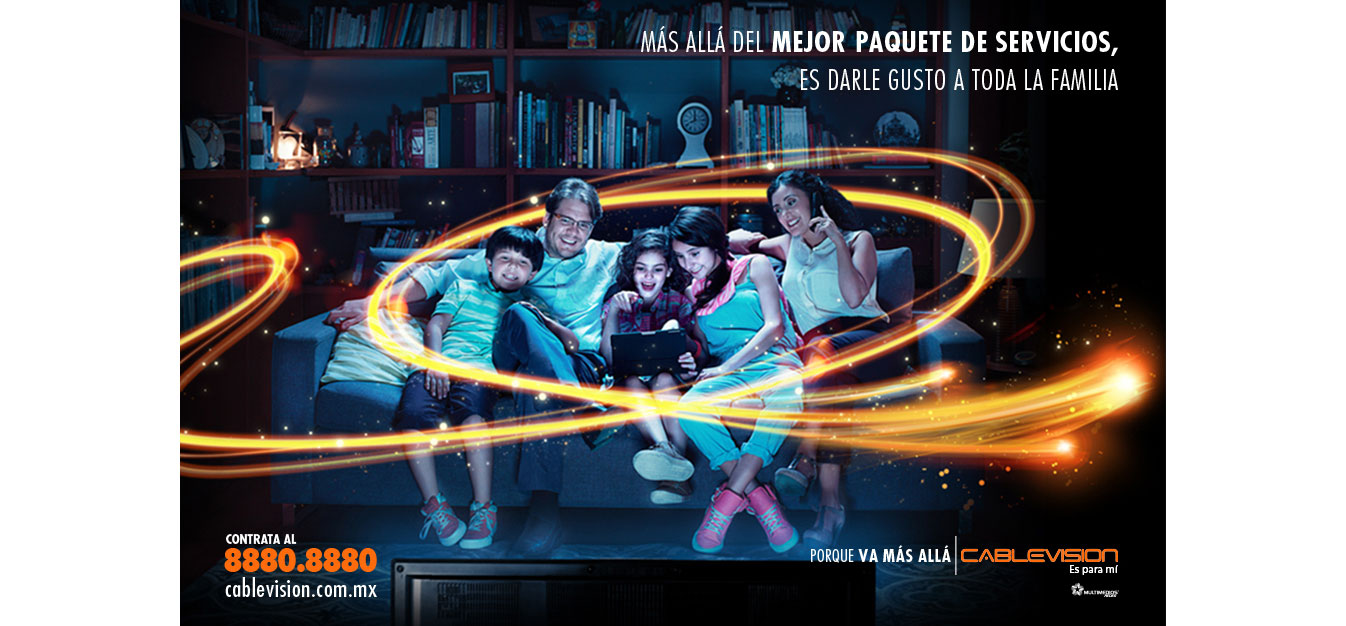 MÁS ALLÁ DEL MEJOR PAQUETE DE SERVICIOS,
ES DARLE GUSTO A TODA LA FAMILIA
CONTRATA AL
8880.8880
cablevision.com.mx
PORQUE VA MÁS ALLÁ
CABLEVISION
Es para mí
MULTIMEDIOS